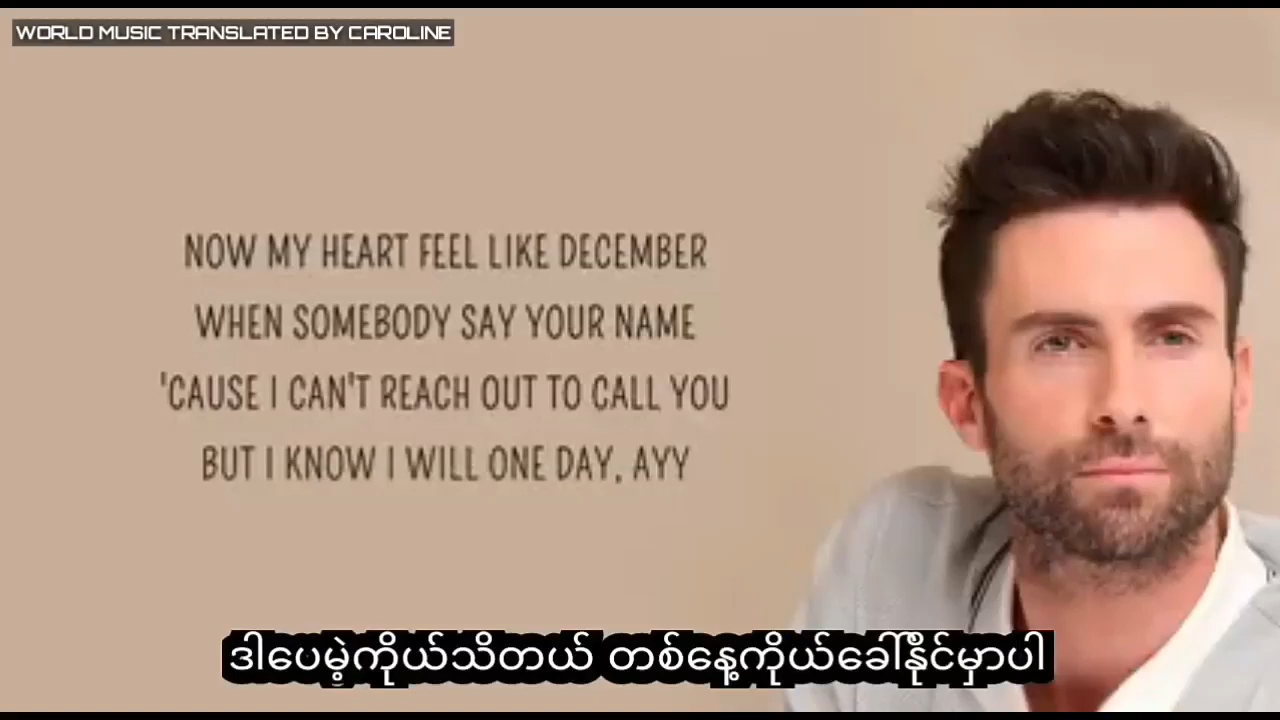 WORLD MUSIC TRANSLATED BY CAROLINE
NOW MY HEART FEEL LIKE DECEMBER
WHEN SOMEBODY SAY YOUR NAME
'CAUSE I CAN'T REACH OUT TO CALL YOU
BUT I KNOW I WILL ONE DAY, AYY
ဒါပေမဲ့ကိုယ်သိတယ် တစ်နေ့ကိုယ်ခေါ်နိုင်မှာပါ